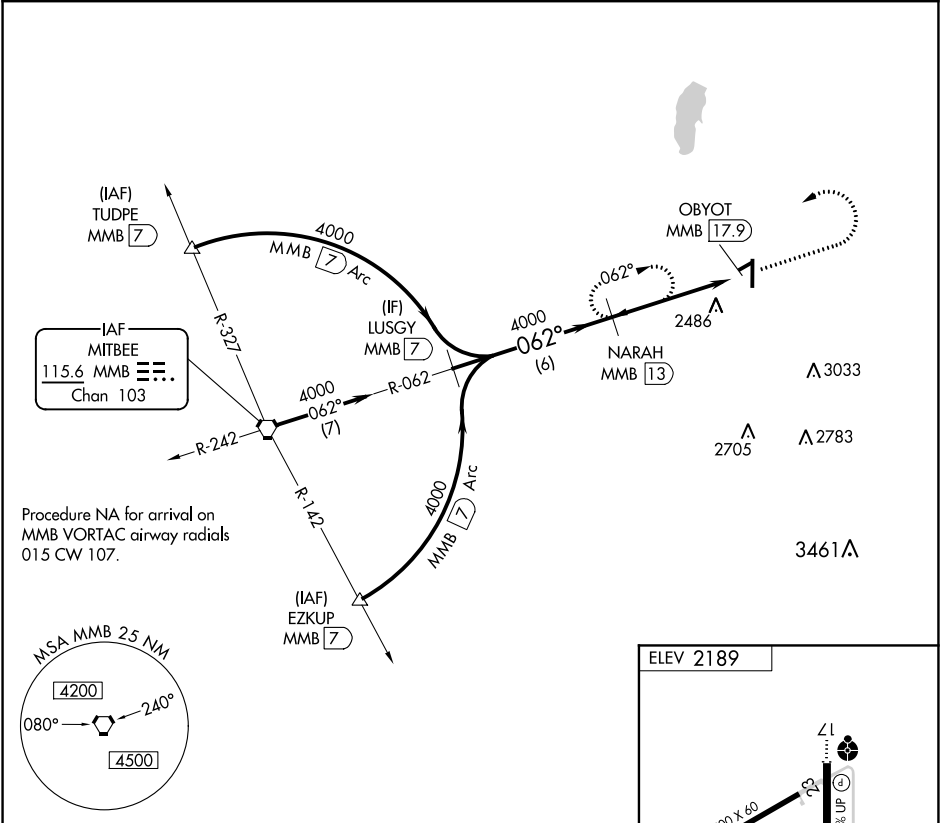 (IAF)
TUDPE
MMB 7
4000
MMB 7 Arc
OBYOT
MMB 17.9
062°
2486
(IF)
LUSGY
MMB 7
4000
062°
(6)
NARAH
MMB 13
3033
2705
2783
3461
R-327
IAF
MITBEE
115.6 MMB
Chan 103
4000
062°
(7)
R-062
R-242
R-142
4000
MMB 7 Arc
Procedure NA for arrival on
MMB VORTAC airway radials
015 CW 107.
(IAF)
EZKUP
MMB 7
MSA MMB 25 NM
4200
080°
240°
4500
ELEV 2189
17
23
P
00 X 60
% UP